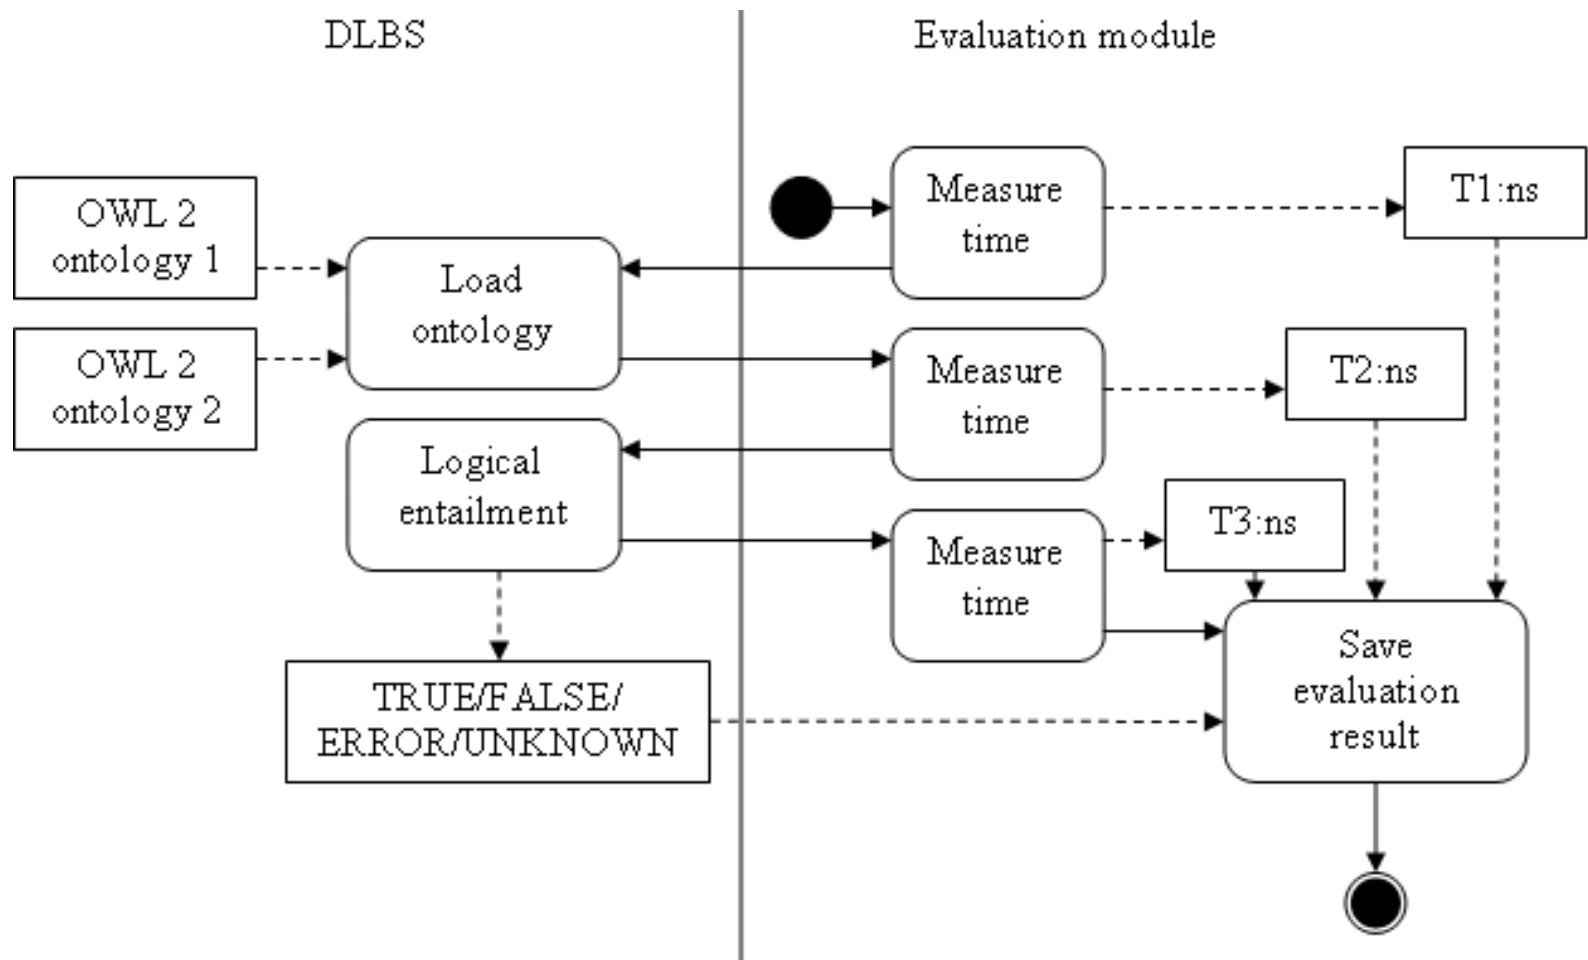 DLBS
Evaluation module
OWL 2
ontology 1
Load
ontology
Measure
time
T1:ns
OWL 2
ontology 2
Measure
time
T2:ns
Logical
entailment
Measure
time
T3:ns
TRUE/FALSE/
ERROR/UNKNOWN
Save
evaluation
result